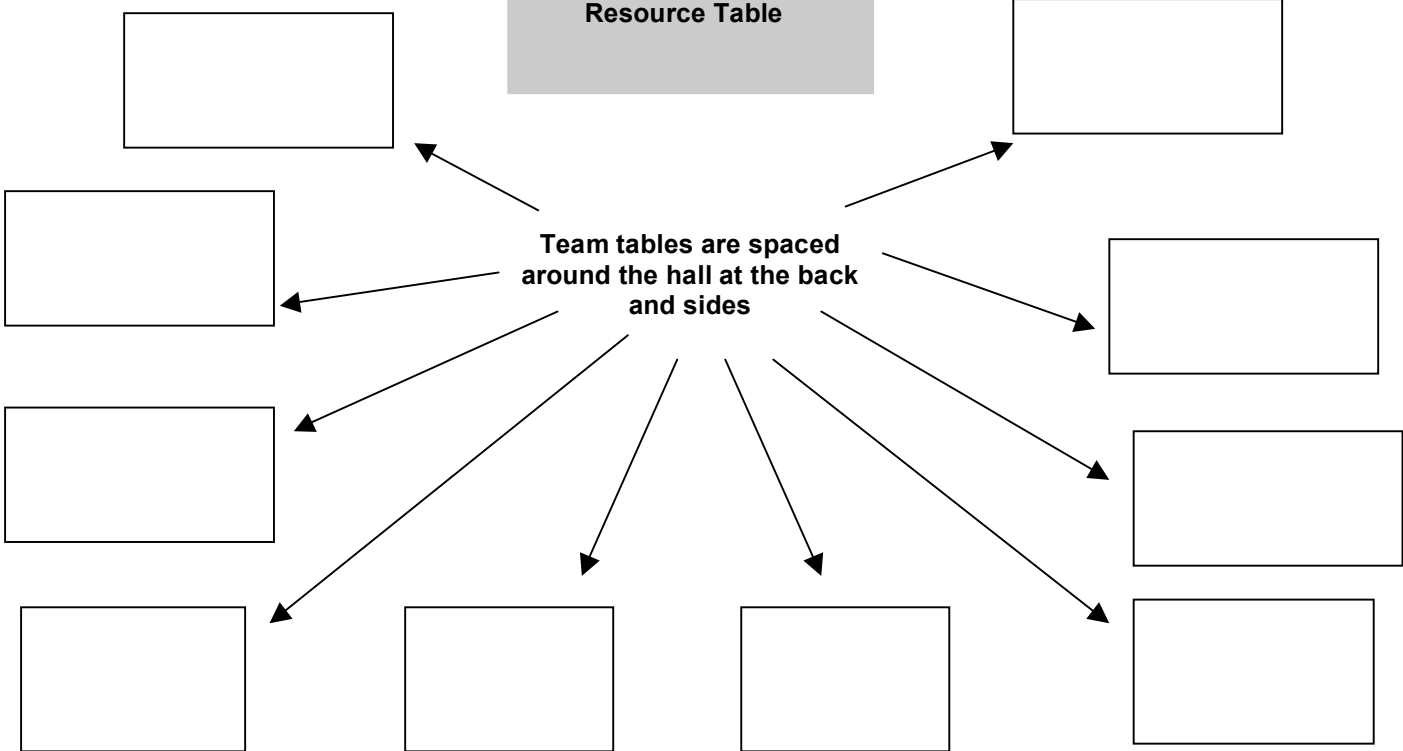 Resource Table
Team tables are spaced
around the hall at the back
and sides